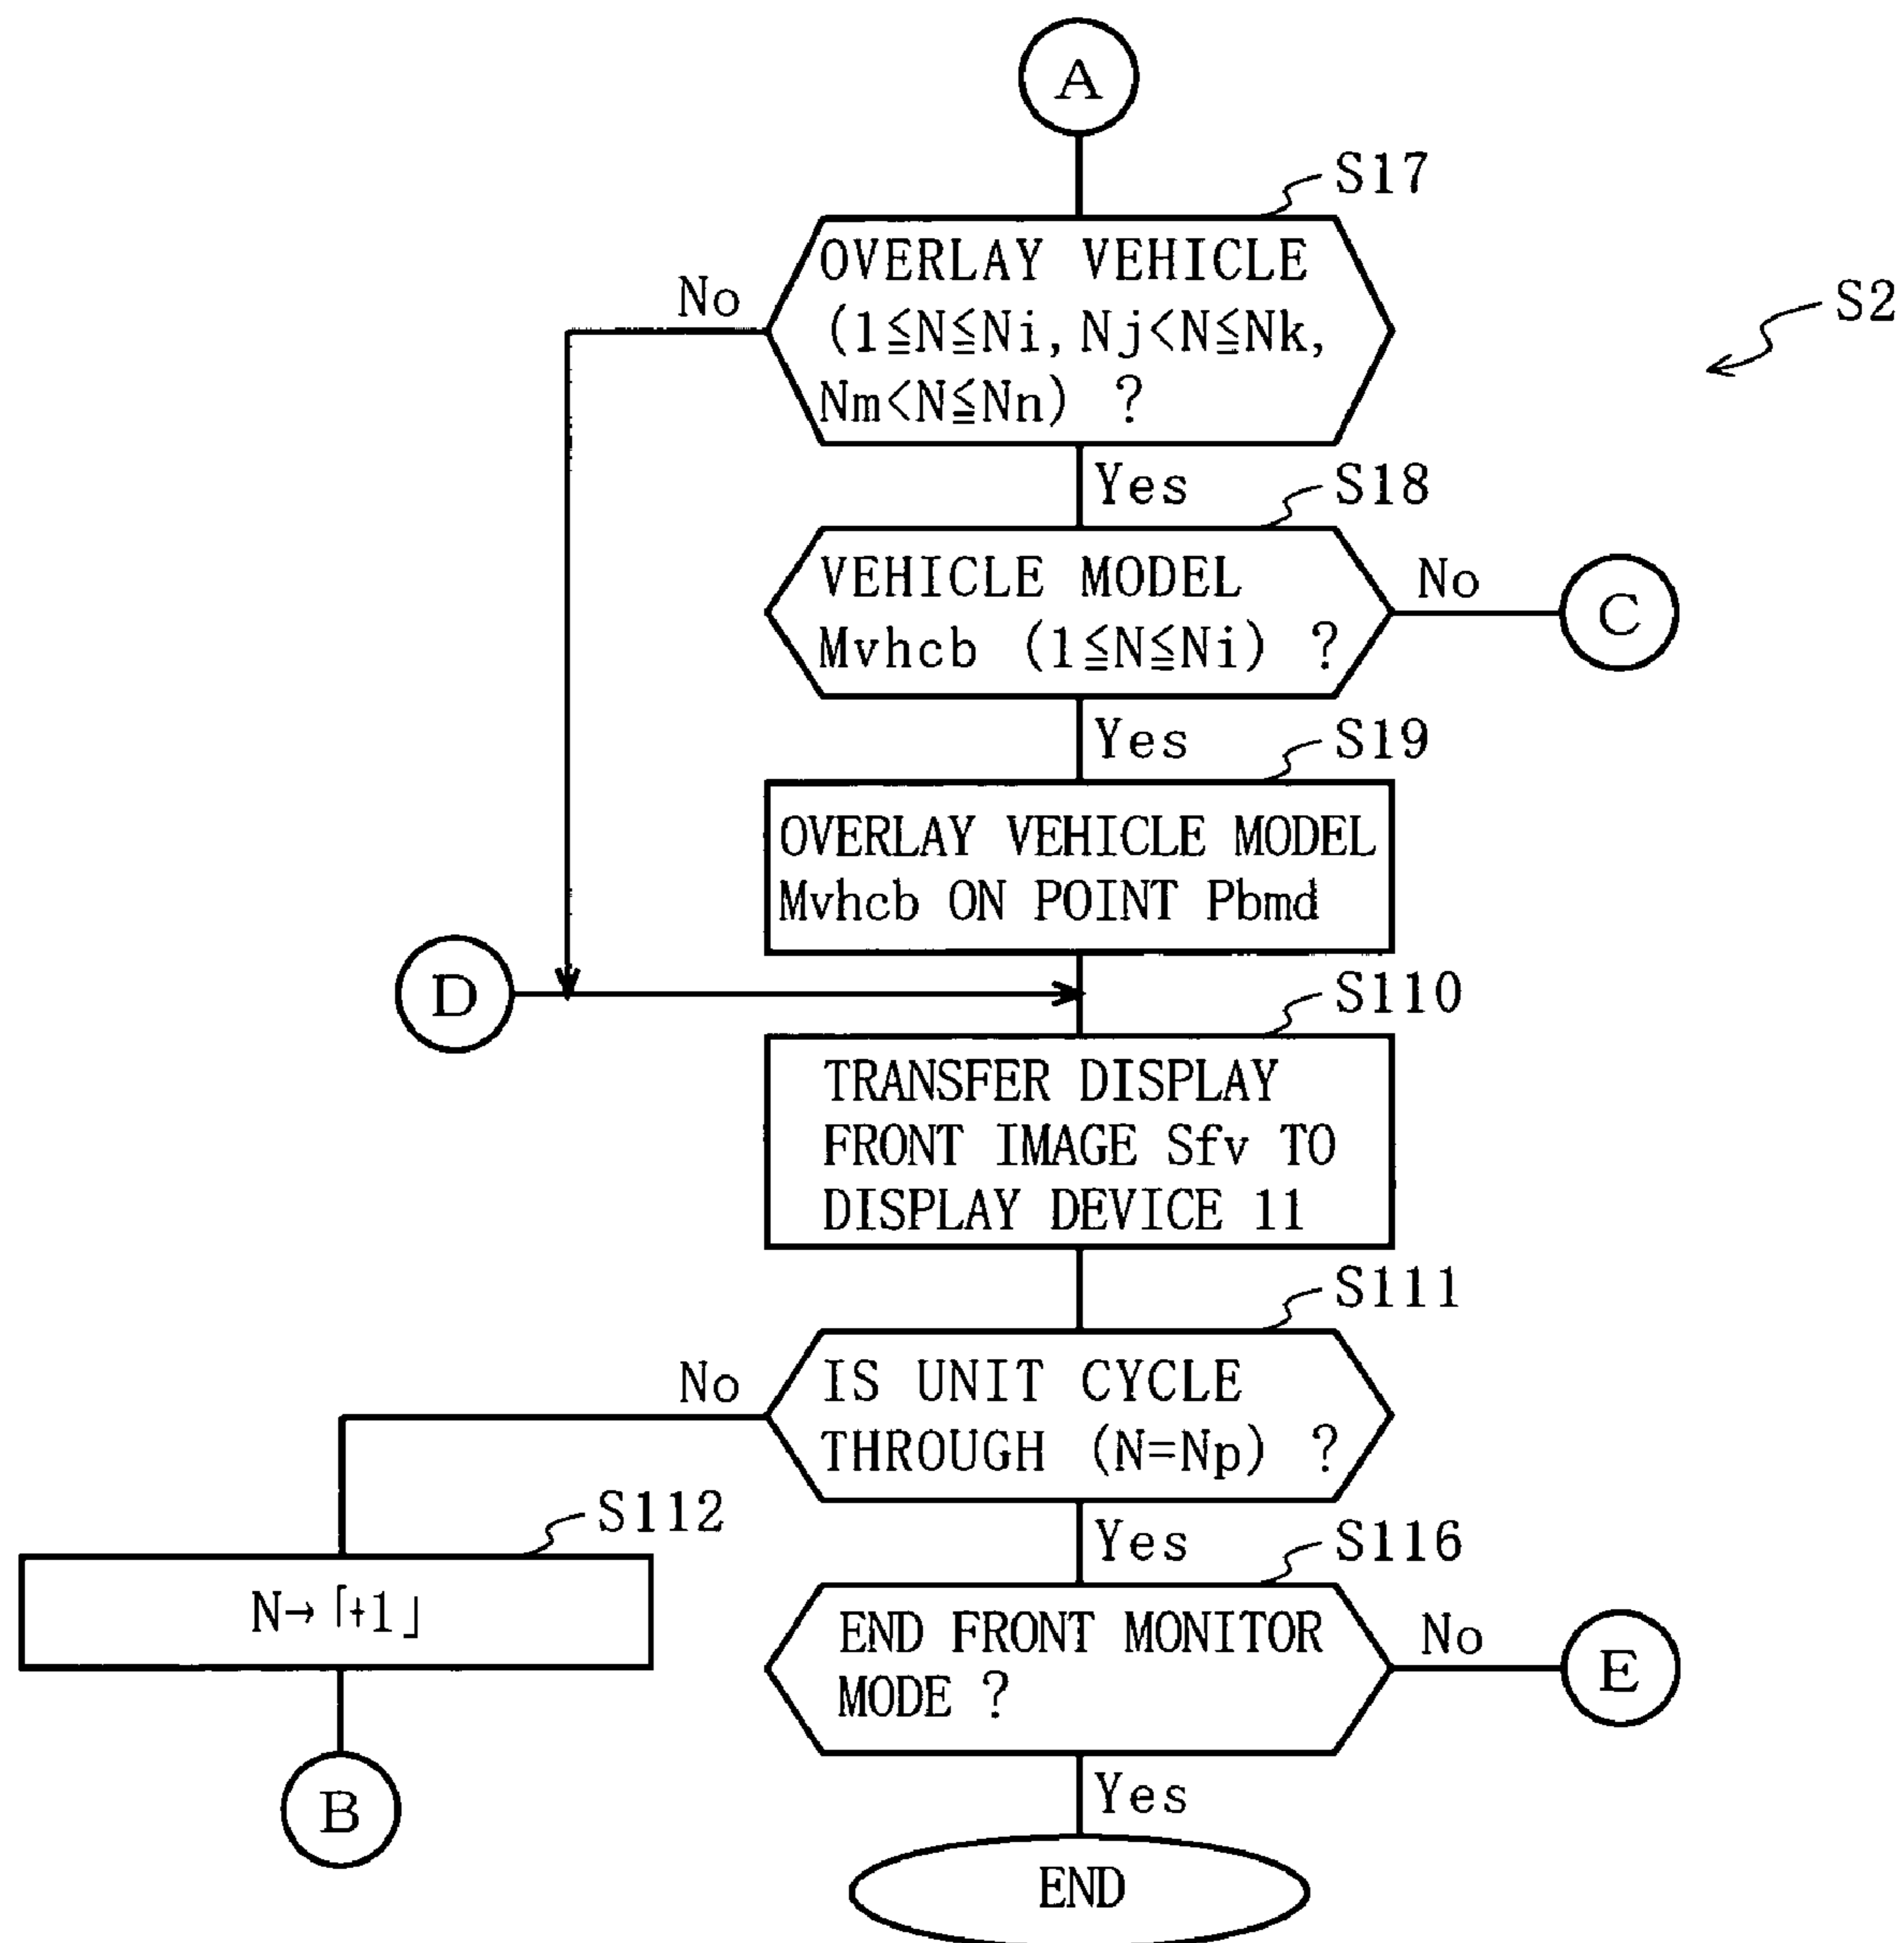 A
S17
OVERLAY VEHICLE
(1≦N≦Ni, Nj<N≦Nk,
Nm<N≦Nn) ?
No
S2
Yes
S18
VEHICLE MODEL
Mvhcb (1≦N≦Ni) ?
No
C
Yes
S19
OVERLAY VEHICLE MODEL
Mvhcb ON POINT Pbmd
D
S110
TRANSFER DISPLAY
FRONT IMAGE Sfv TO
DISPLAY DEVICE 11
S111
IS UNIT CYCLE
THROUGH (N=Np) ?
No
S112
N→「+1」
B
Yes
S116
END FRONT MONITOR
MODE ?
No
E
Yes
END